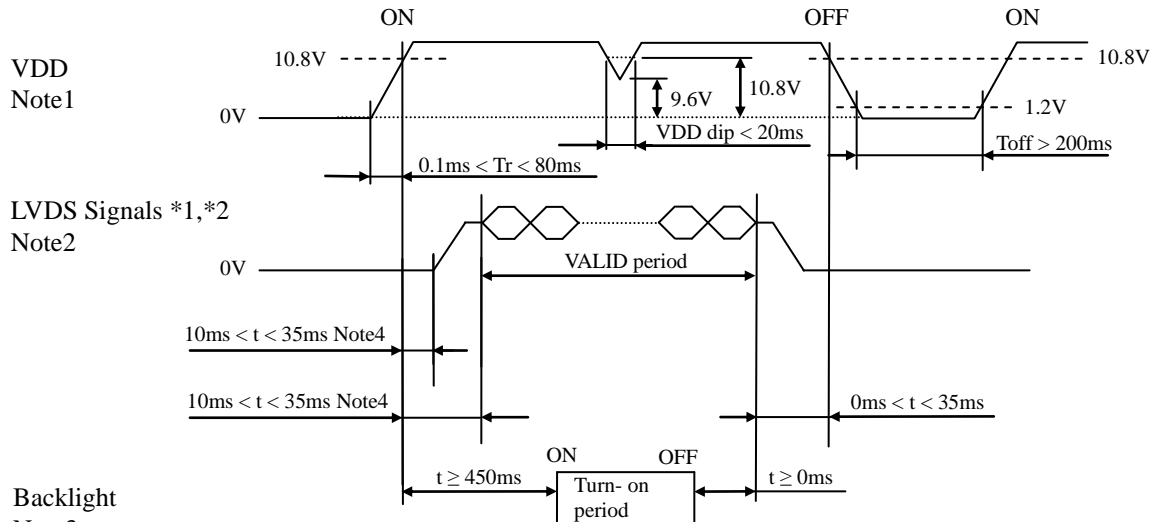 ON
OFF
ON
VDD
Note1
10.8V
10.8V
9.6V
10.8V
1.2V
0V
VDD dip < 20ms
Toff > 200ms
0.1ms < Tr < 80ms
LVDS Signals *1,*2
Note2
0V
VALID period
10ms < t < 35ms Note4
10ms < t < 35ms Note4
0ms < t < 35ms
ON
OFF
t ≥ 450ms
Turn- on
period
t ≥ 0ms
Backlight